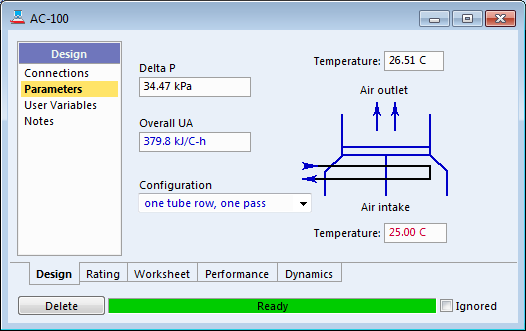 AC-100
Design
Connections
Parameters
User Variables
Notes
Delta P
34.47 kPa
Overall UA
379.8 kJ/C-h
Configuration
one tube row, one pass
Temperature: 26.51 C
Air outlet
Air intake
Temperature: 25.00 C
Design Rating Worksheet Performance Dynamics
Delete Ready Ignored